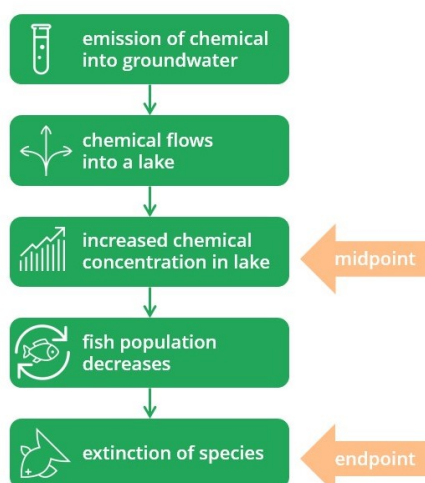 emission of chemical
into groundwater
chemical flows
into a lake
increased chemical
concentration in lake
midpoint
fish population
decreases
extinction of species
endpoint